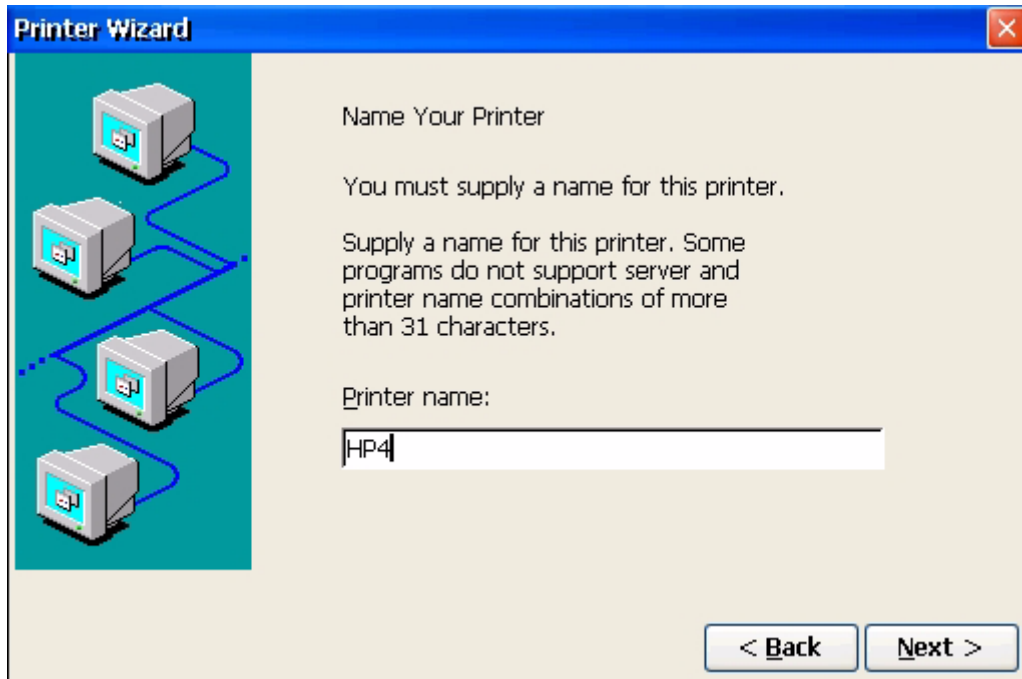 Printer Wizard
Name Your Printer
You must supply a name for this printer.
Supply a name for this printer. Some
programs do not support server and
printer name combinations of more
than 31 characters.
Printer name:
HP4
< Back
Next >